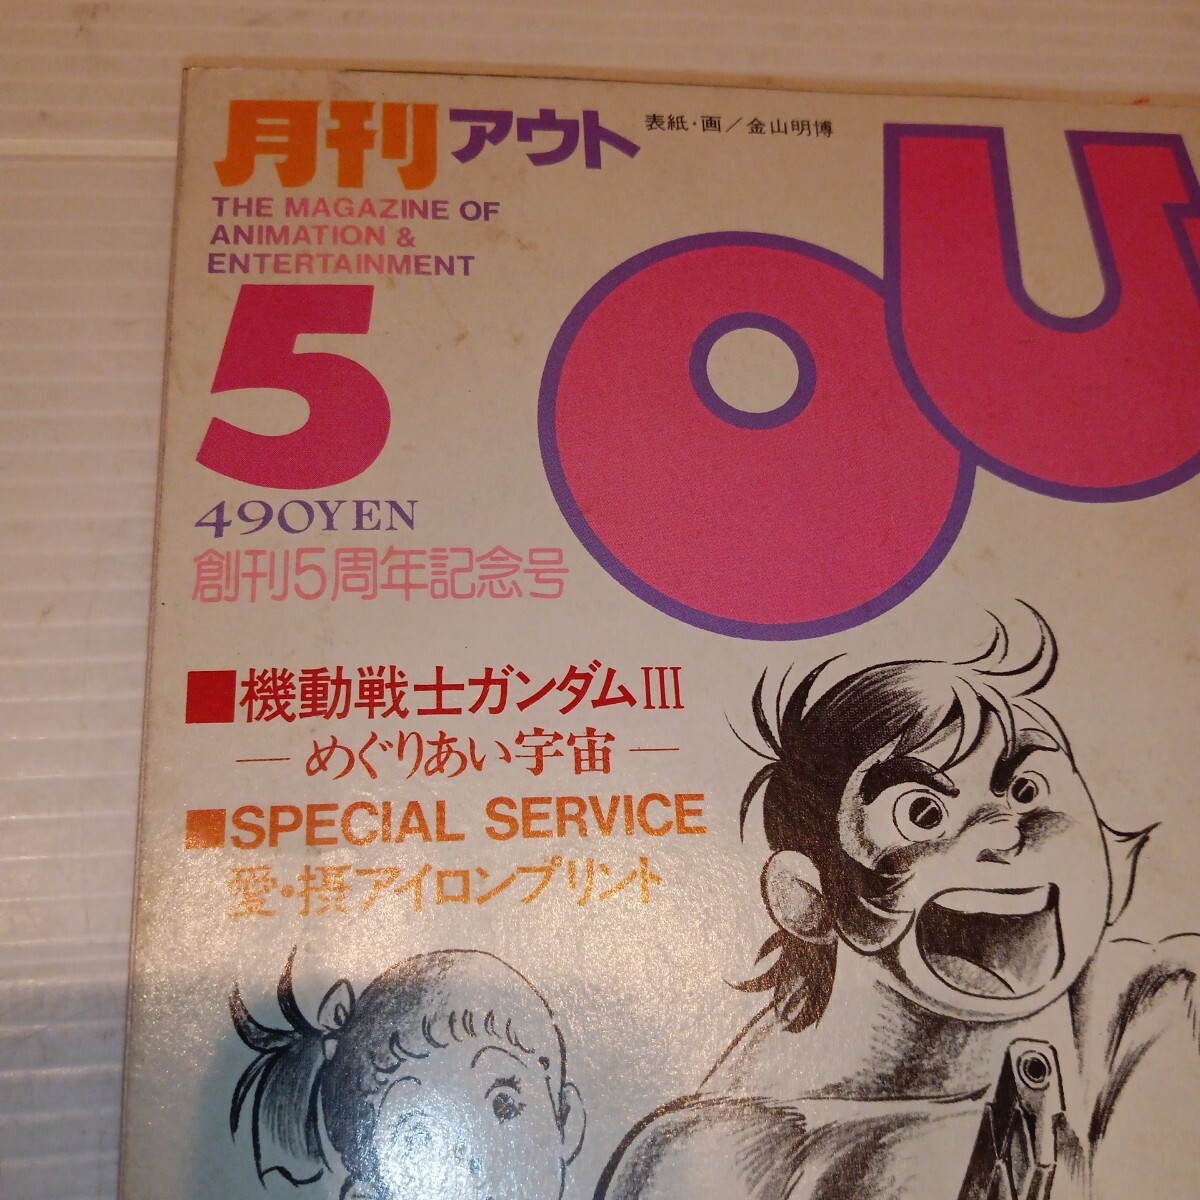 月刊アウト
表紙・画／金山明博
THE MAGAZINE OF
ANIMATION &
ENTERTAINMENT
5
490YEN
創刊5周年記念号
■機動戦士ガンダムIII
—めぐりあい宇宙—
■SPECIAL SERVICE
愛・摂アイロンプリント